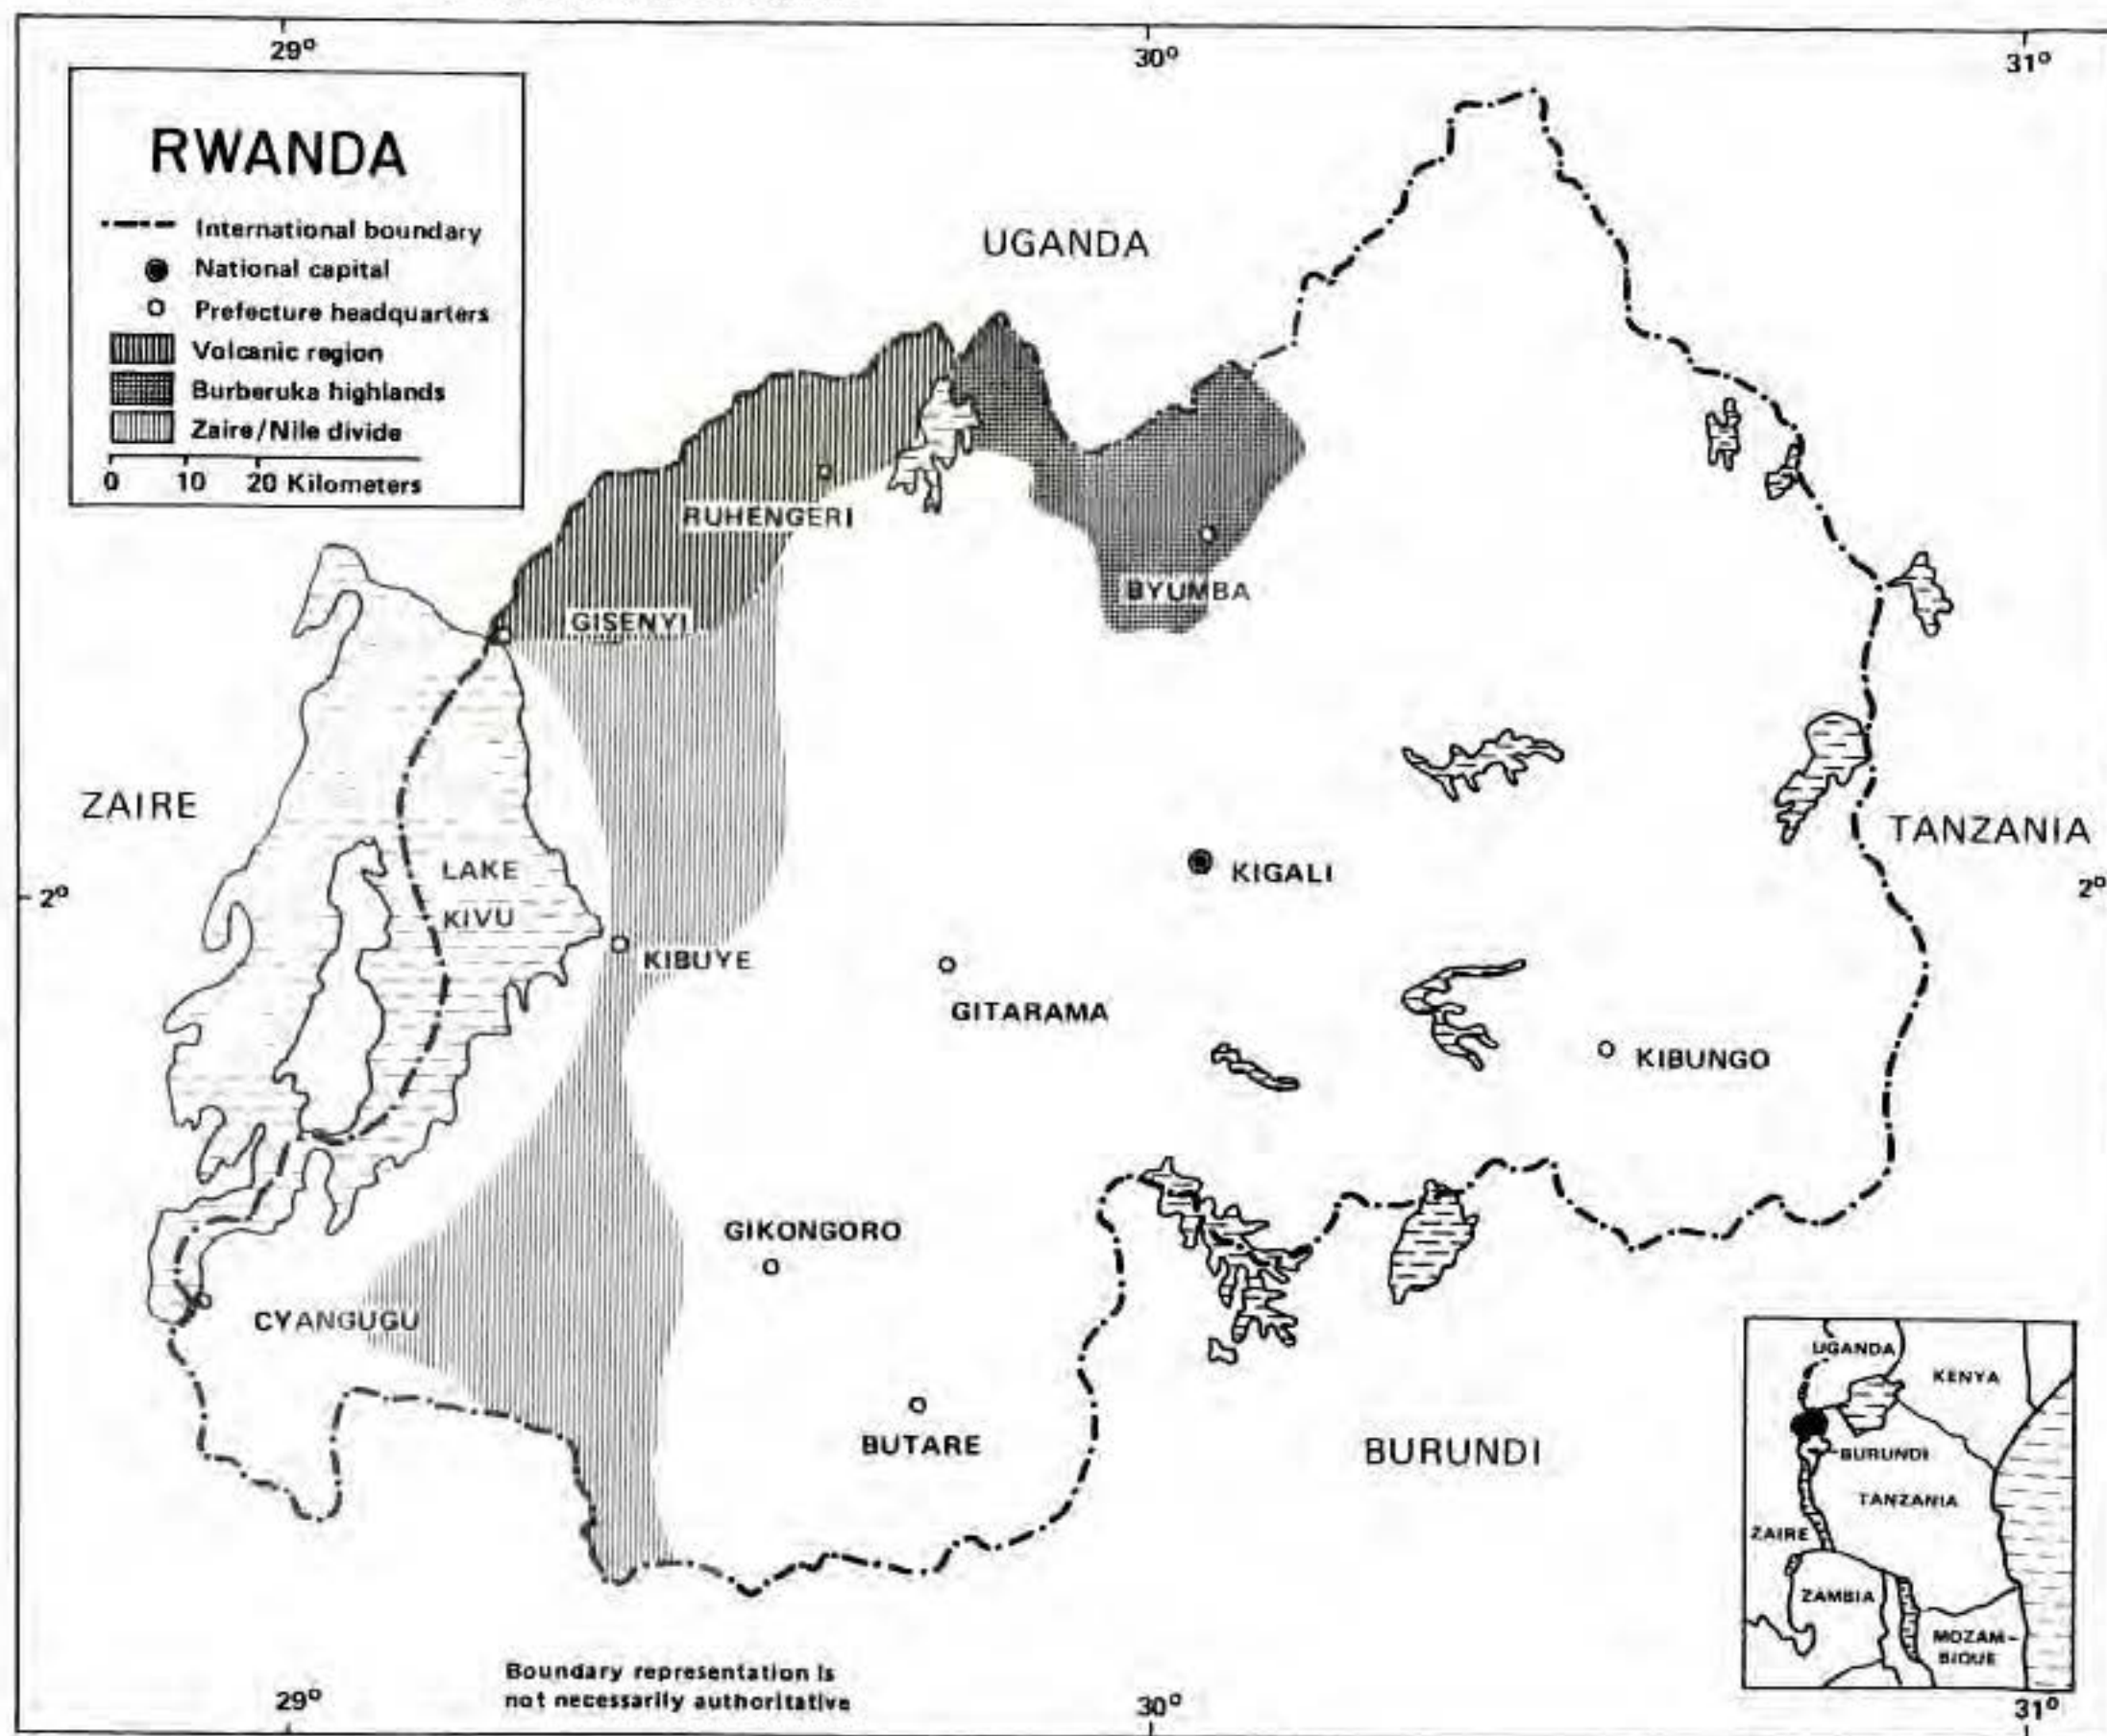 29°
30°
31°
RWANDA
International boundary
National capital
Prefecture headquarters
Volcanic region
Burberuka highlands
Zaire/Nile divide
0 10 20 Kilometers
UGANDA
RUHENGERI
BYUMBA
GISENYI
ZAIRE
TANZANIA
LAKE
KIVU
KIGALI
2°
2°
KIBUYE
GITARAMA
KIBUNGO
GIKONGORO
CYANGUGU
BUTARE
BURUNDI
UGANDA
KENYA
BURUNDI
TANZANIA
ZAIRE
ZAMBIA
MOZAM-
BIQUE
Boundary representation is
not necessarily authoritative
29°
30°
31°